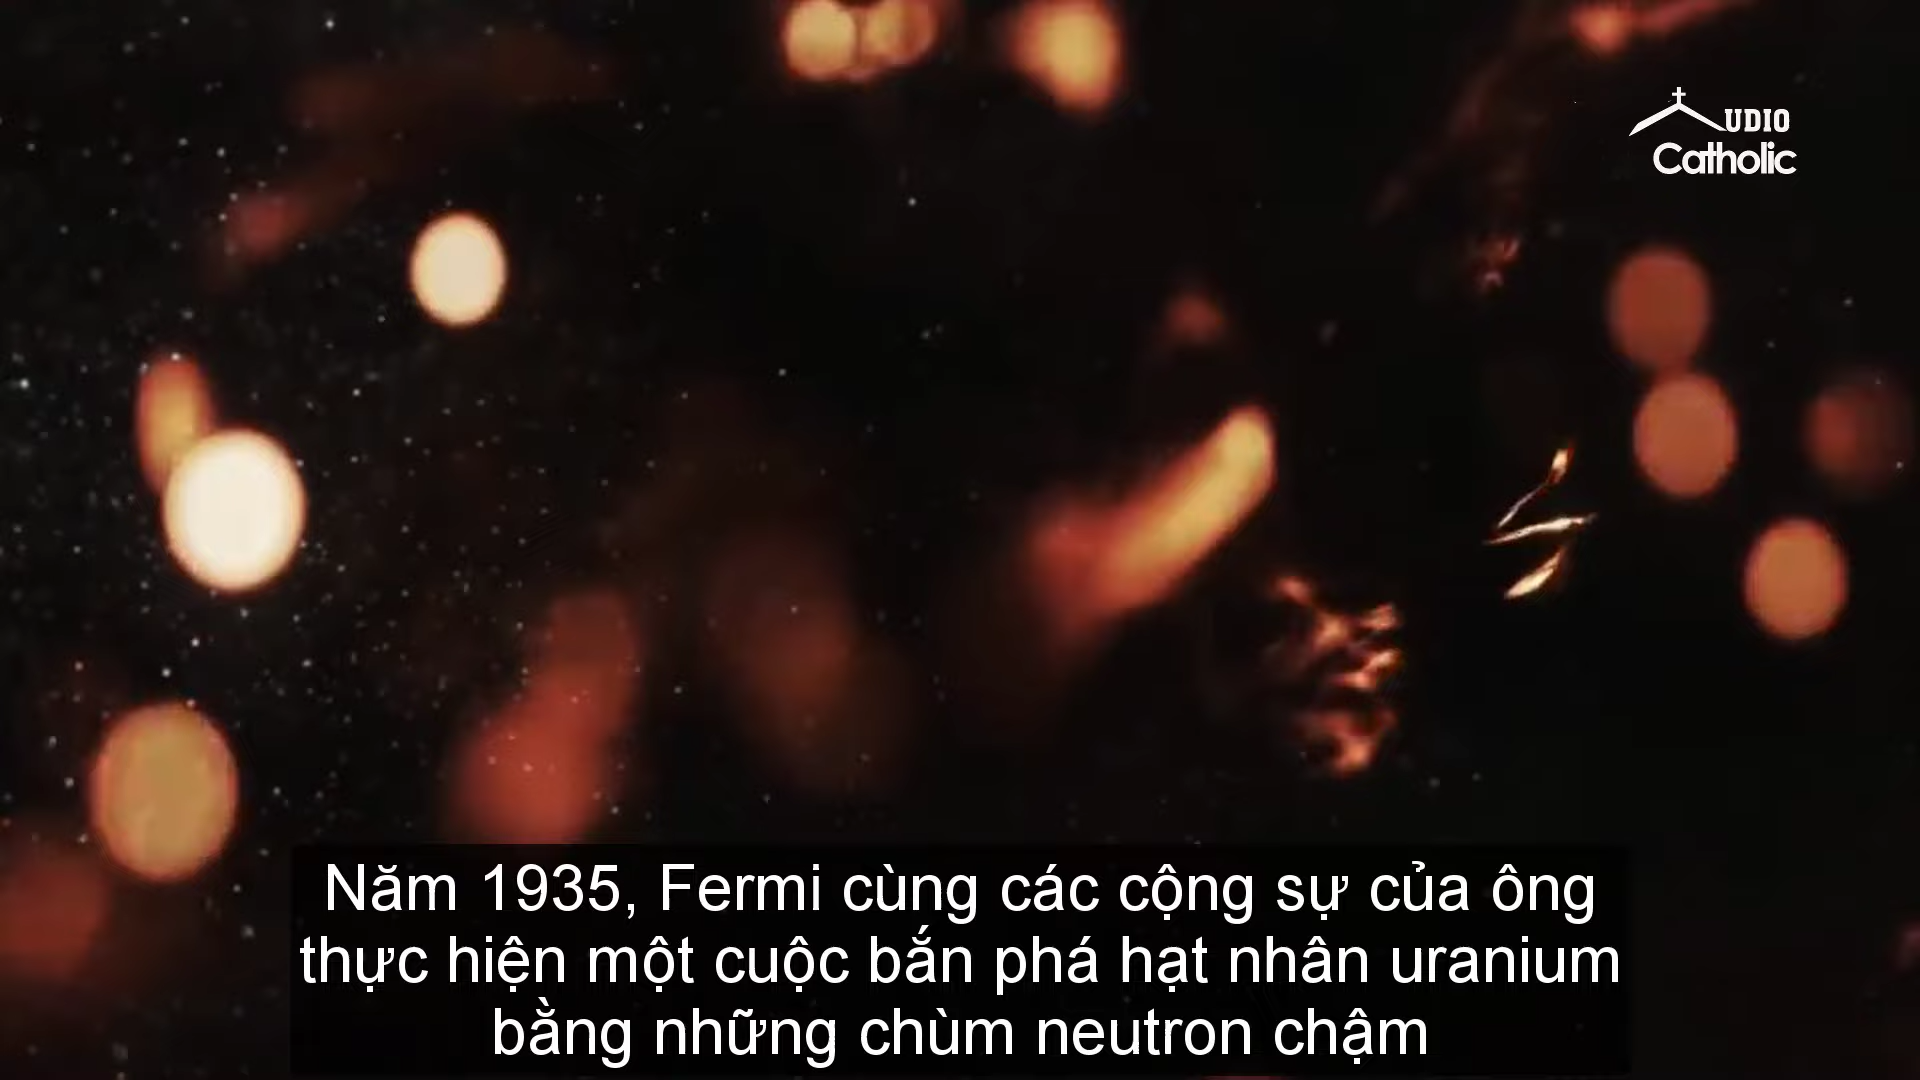 UDIO
Catholic
Năm 1935, Fermi cùng các cộng sự của ông
thực hiện một cuộc bắn phá hạt nhân uranium
bằng những chùm neutron chậm